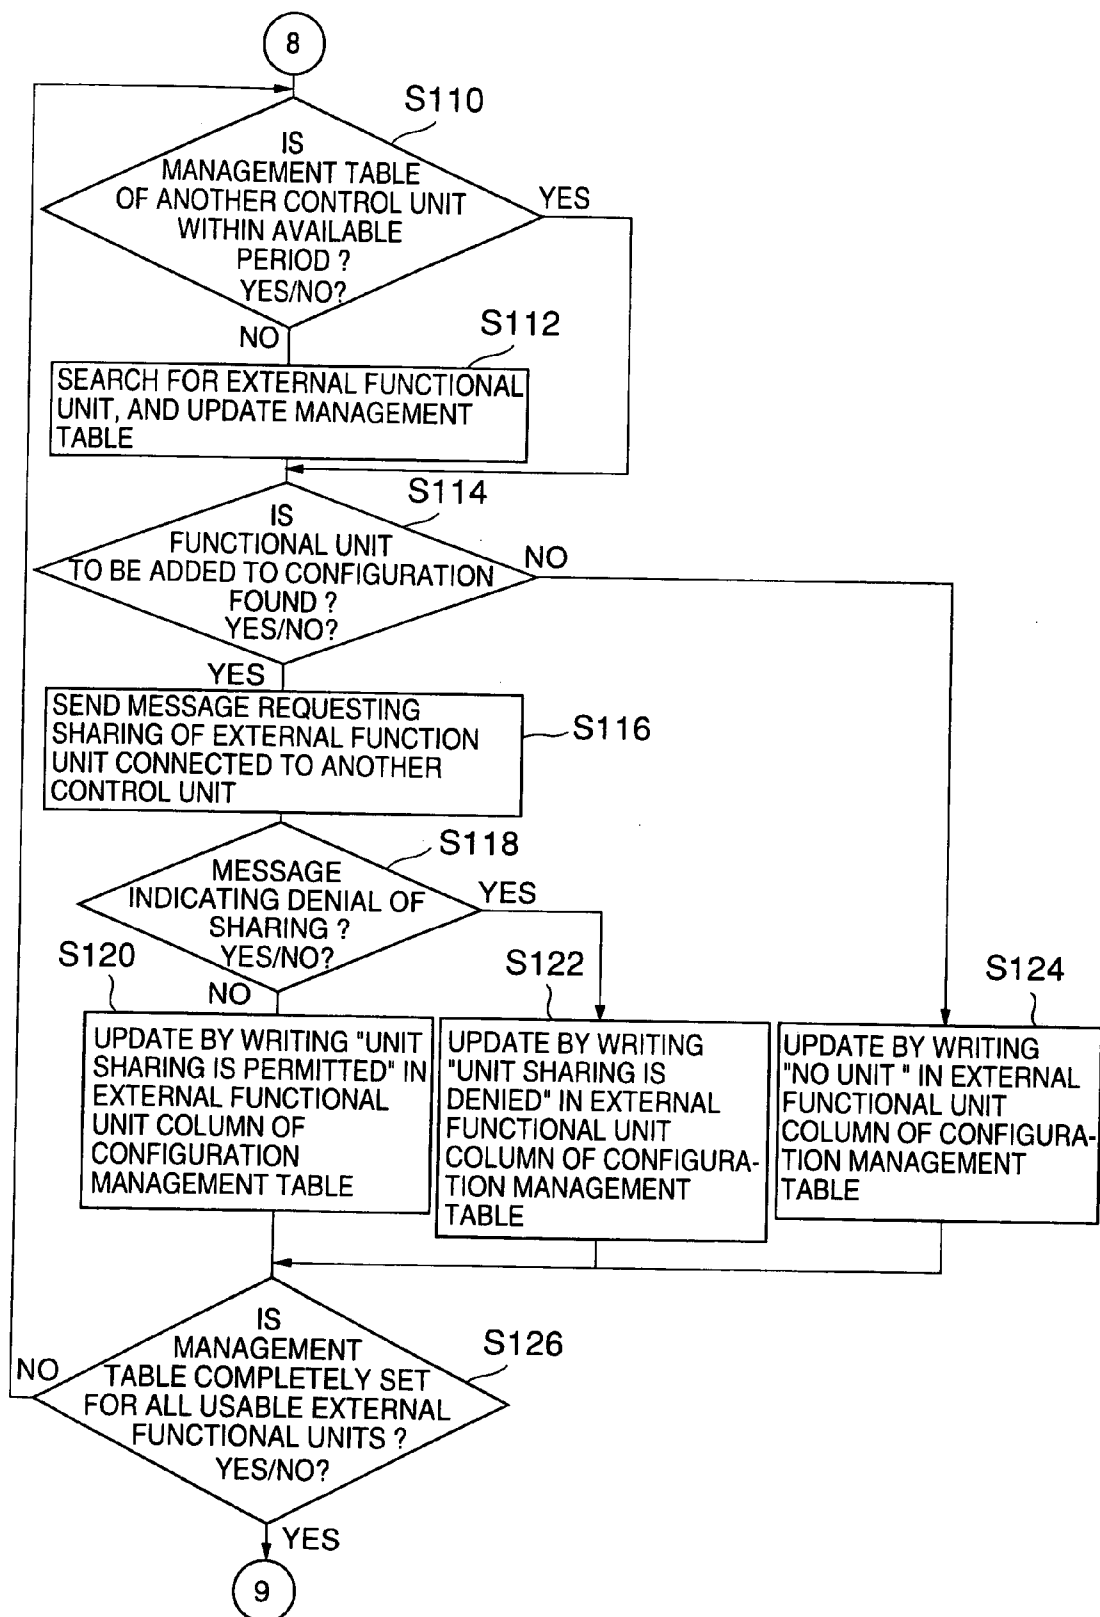 8
S110
IS
MANAGEMENT TABLE
OF ANOTHER CONTROL UNIT
WITHIN AVAILABLE
PERIOD ?
YES/NO?
YES
NO
S112
SEARCH FOR EXTERNAL FUNCTIONAL
UNIT, AND UPDATE MANAGEMENT
TABLE
S114
IS
FUNCTIONAL UNIT
TO BE ADDED TO CONFIGURATION
FOUND ?
YES/NO?
NO
YES
SEND MESSAGE REQUESTING
SHARING OF EXTERNAL FUNCTION
UNIT CONNECTED TO ANOTHER
CONTROL UNIT
S116
S118
MESSAGE
INDICATING DENIAL OF
SHARING ?
YES/NO?
YES
NO
S120
UPDATE BY WRITING "UNIT
SHARING IS PERMITTED" IN
EXTERNAL FUNCTIONAL
UNIT COLUMN OF
CONFIGURATION
MANAGEMENT TABLE
S122
UPDATE BY WRITING
"UNIT SHARING IS
DENIED" IN EXTERNAL
FUNCTIONAL UNIT
COLUMN OF CONFIGURA-
TION MANAGEMENT
TABLE
S124
UPDATE BY WRITING
"NO UNIT " IN EXTERNAL
FUNCTIONAL UNIT
COLUMN OF CONFIGURA-
TION MANAGEMENT
TABLE
S126
IS
MANAGEMENT
TABLE COMPLETELY SET
FOR ALL USABLE EXTERNAL
FUNCTIONAL UNITS ?
YES/NO?
NO
YES
9